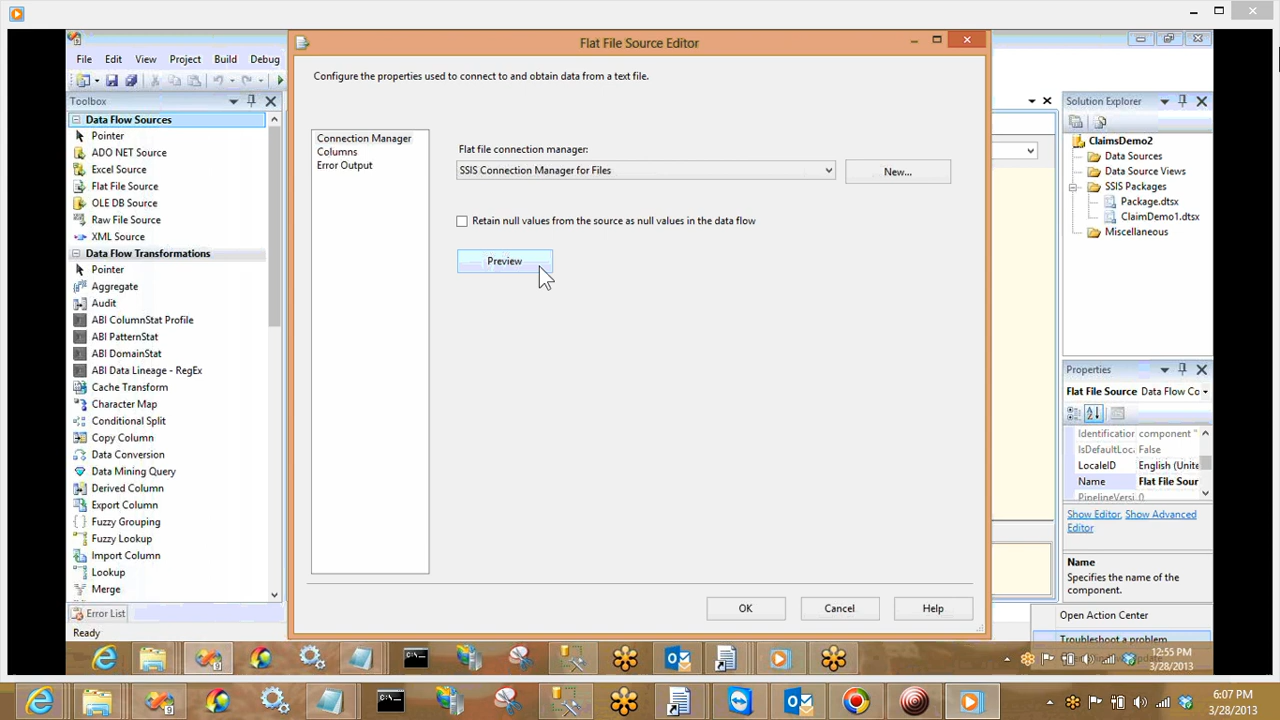 Flat File Source Editor
File Edit View Project Build Debug
Configure the properties used to connect to and obtain data from a text file.
Toolbox
Data Flow Sources
Pointer
ADO NET Source
Excel Source
Flat File Source
OLE DB Source
Raw File Source
XML Source
Data Flow Transformations
Pointer
Aggregate
Audit
ABI ColumnStat Profile
ABI PatternStat
ABI DomainStat
ABI Data Lineage - RegEx
Cache Transform
Character Map
Conditional Split
Copy Column
Data Conversion
Data Mining Query
Derived Column
Export Column
Fuzzy Grouping
Fuzzy Lookup
Import Column
Lookup
Merge
Error List
Ready
Connection Manager
Columns
Error Output
Flat file connection manager:
SSIS Connection Manager for Files
New...
Retain null values from the source as null values in the data flow
Preview
OK Cancel Help
Solution Explorer
ClaimsDemo2
Data Sources
Data Source Views
SSIS Packages
Package.dtsx
ClaimDemo1.dtsx
Miscellaneous
Properties
Flat File Source Data Flow Co
Identification component "
IsDefaultLoc False
LocaleID English (Unite
Name Flat File Sour
PipelineVersi 0
Show Editor, Show Advanced
Editor
Name
Specifies the name of the
component.
Open Action Center
Troubleshoot a problem
12:55 PM
3/28/2013
6:07 PM
3/28/2013